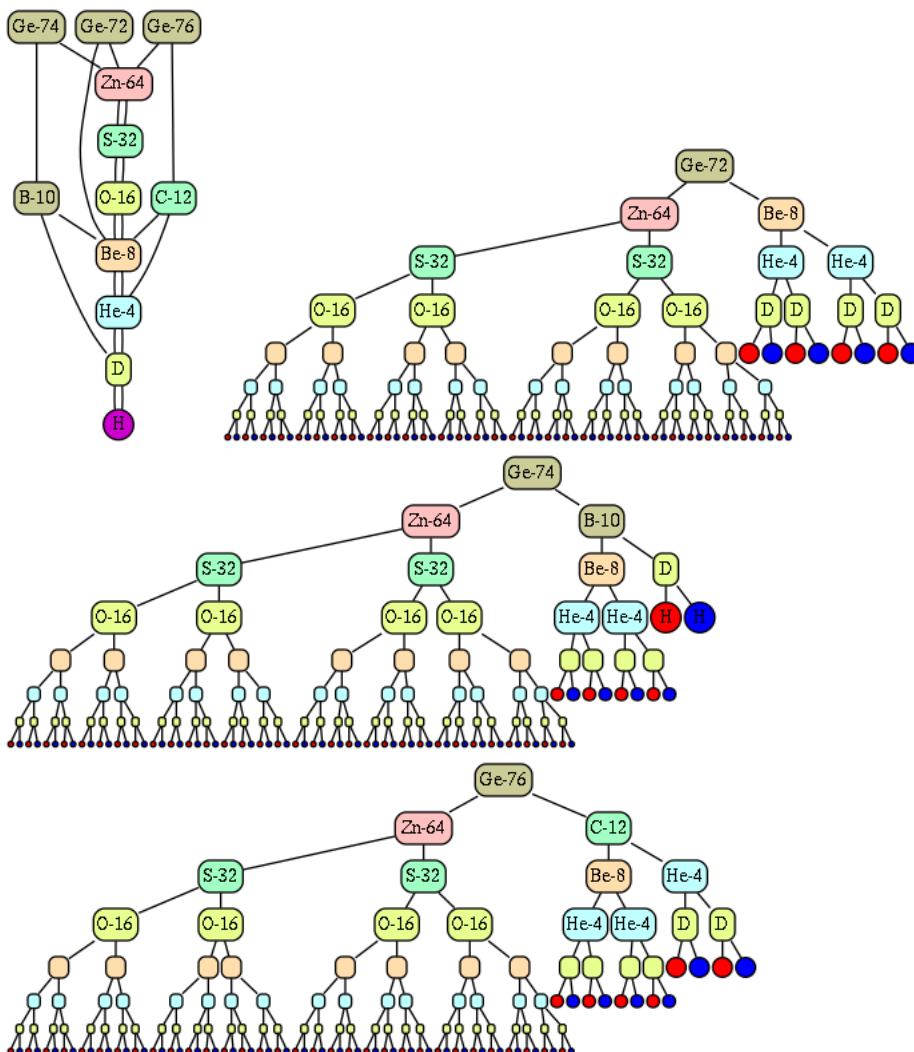 Ge-74 Ge-72 Ge-76
Zn-64
S-32
B-10 O-16 C-12
Be-8
He-4
D
H
Ge-72
Zn-64 Be-8
S-32 S-32 He-4 He-4
O-16 O-16 O-16 O-16 D D D D
Ge-74
Zn-64 B-10
S-32 S-32 Be-8 D
O-16 O-16 O-16 O-16 He-4 He-4 H H
Ge-76
Zn-64 C-12
S-32 S-32 Be-8 He-4
O-16 O-16 O-16 O-16 He-4 He-4 D D